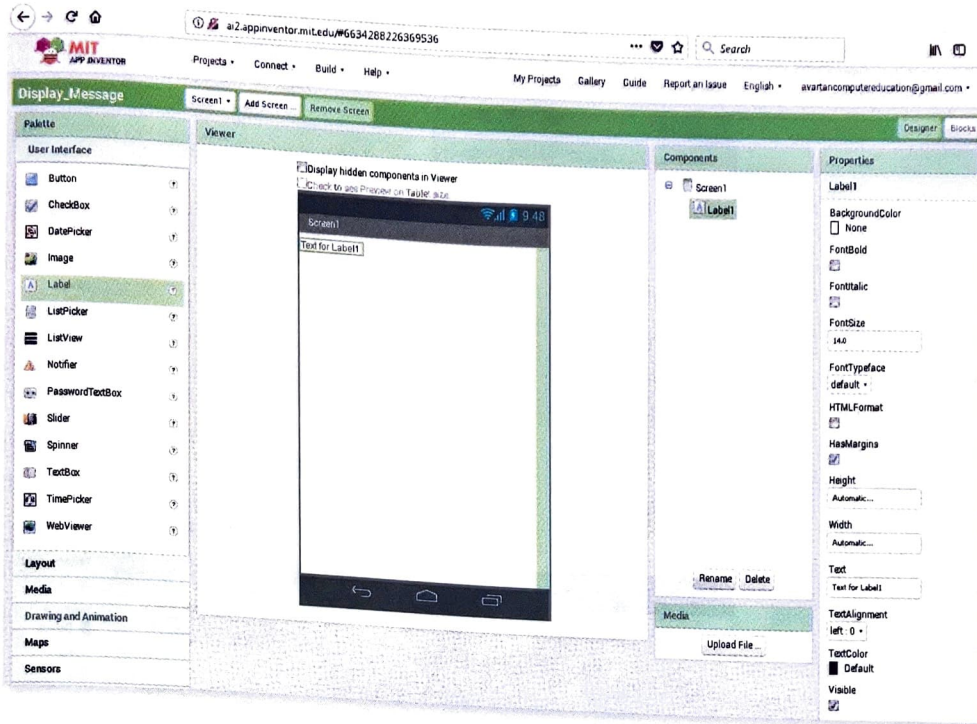 ai2.appinventor.mit.edu/#6634288226369536
Search
MIT
APP INVENTOR
Projects
Connect
Build
Help
My Projects
Gallery
Guide
Report an Issue
English
avartancomputereducation@gmail.com
Display_Message
Screen1
Add Screen ...
Remove Screen
Designer
Blocks
Palette
User Interface
Button
CheckBox
DatePicker
Image
Label
ListPicker
ListView
Notifier
PasswordTextBox
Slider
Spinner
TextBox
TimePicker
WebViewer
Layout
Media
Drawing and Animation
Maps
Sensors
Viewer
Display hidden components in Viewer
Check to see Preview on Tablet size.
9:48
Screen1
Text for Label1
Components
Screen1
Label1
Rename
Delete
Media
Upload File ...
Properties
Label1
BackgroundColor
None
FontBold
FontItalic
FontSize
14.0
FontTypeface
default
HTMLFormat
HasMargins
Height
Automatic...
Width
Automatic...
Text
Text for Label1
TextAlignment
left : 0
TextColor
Default
Visible